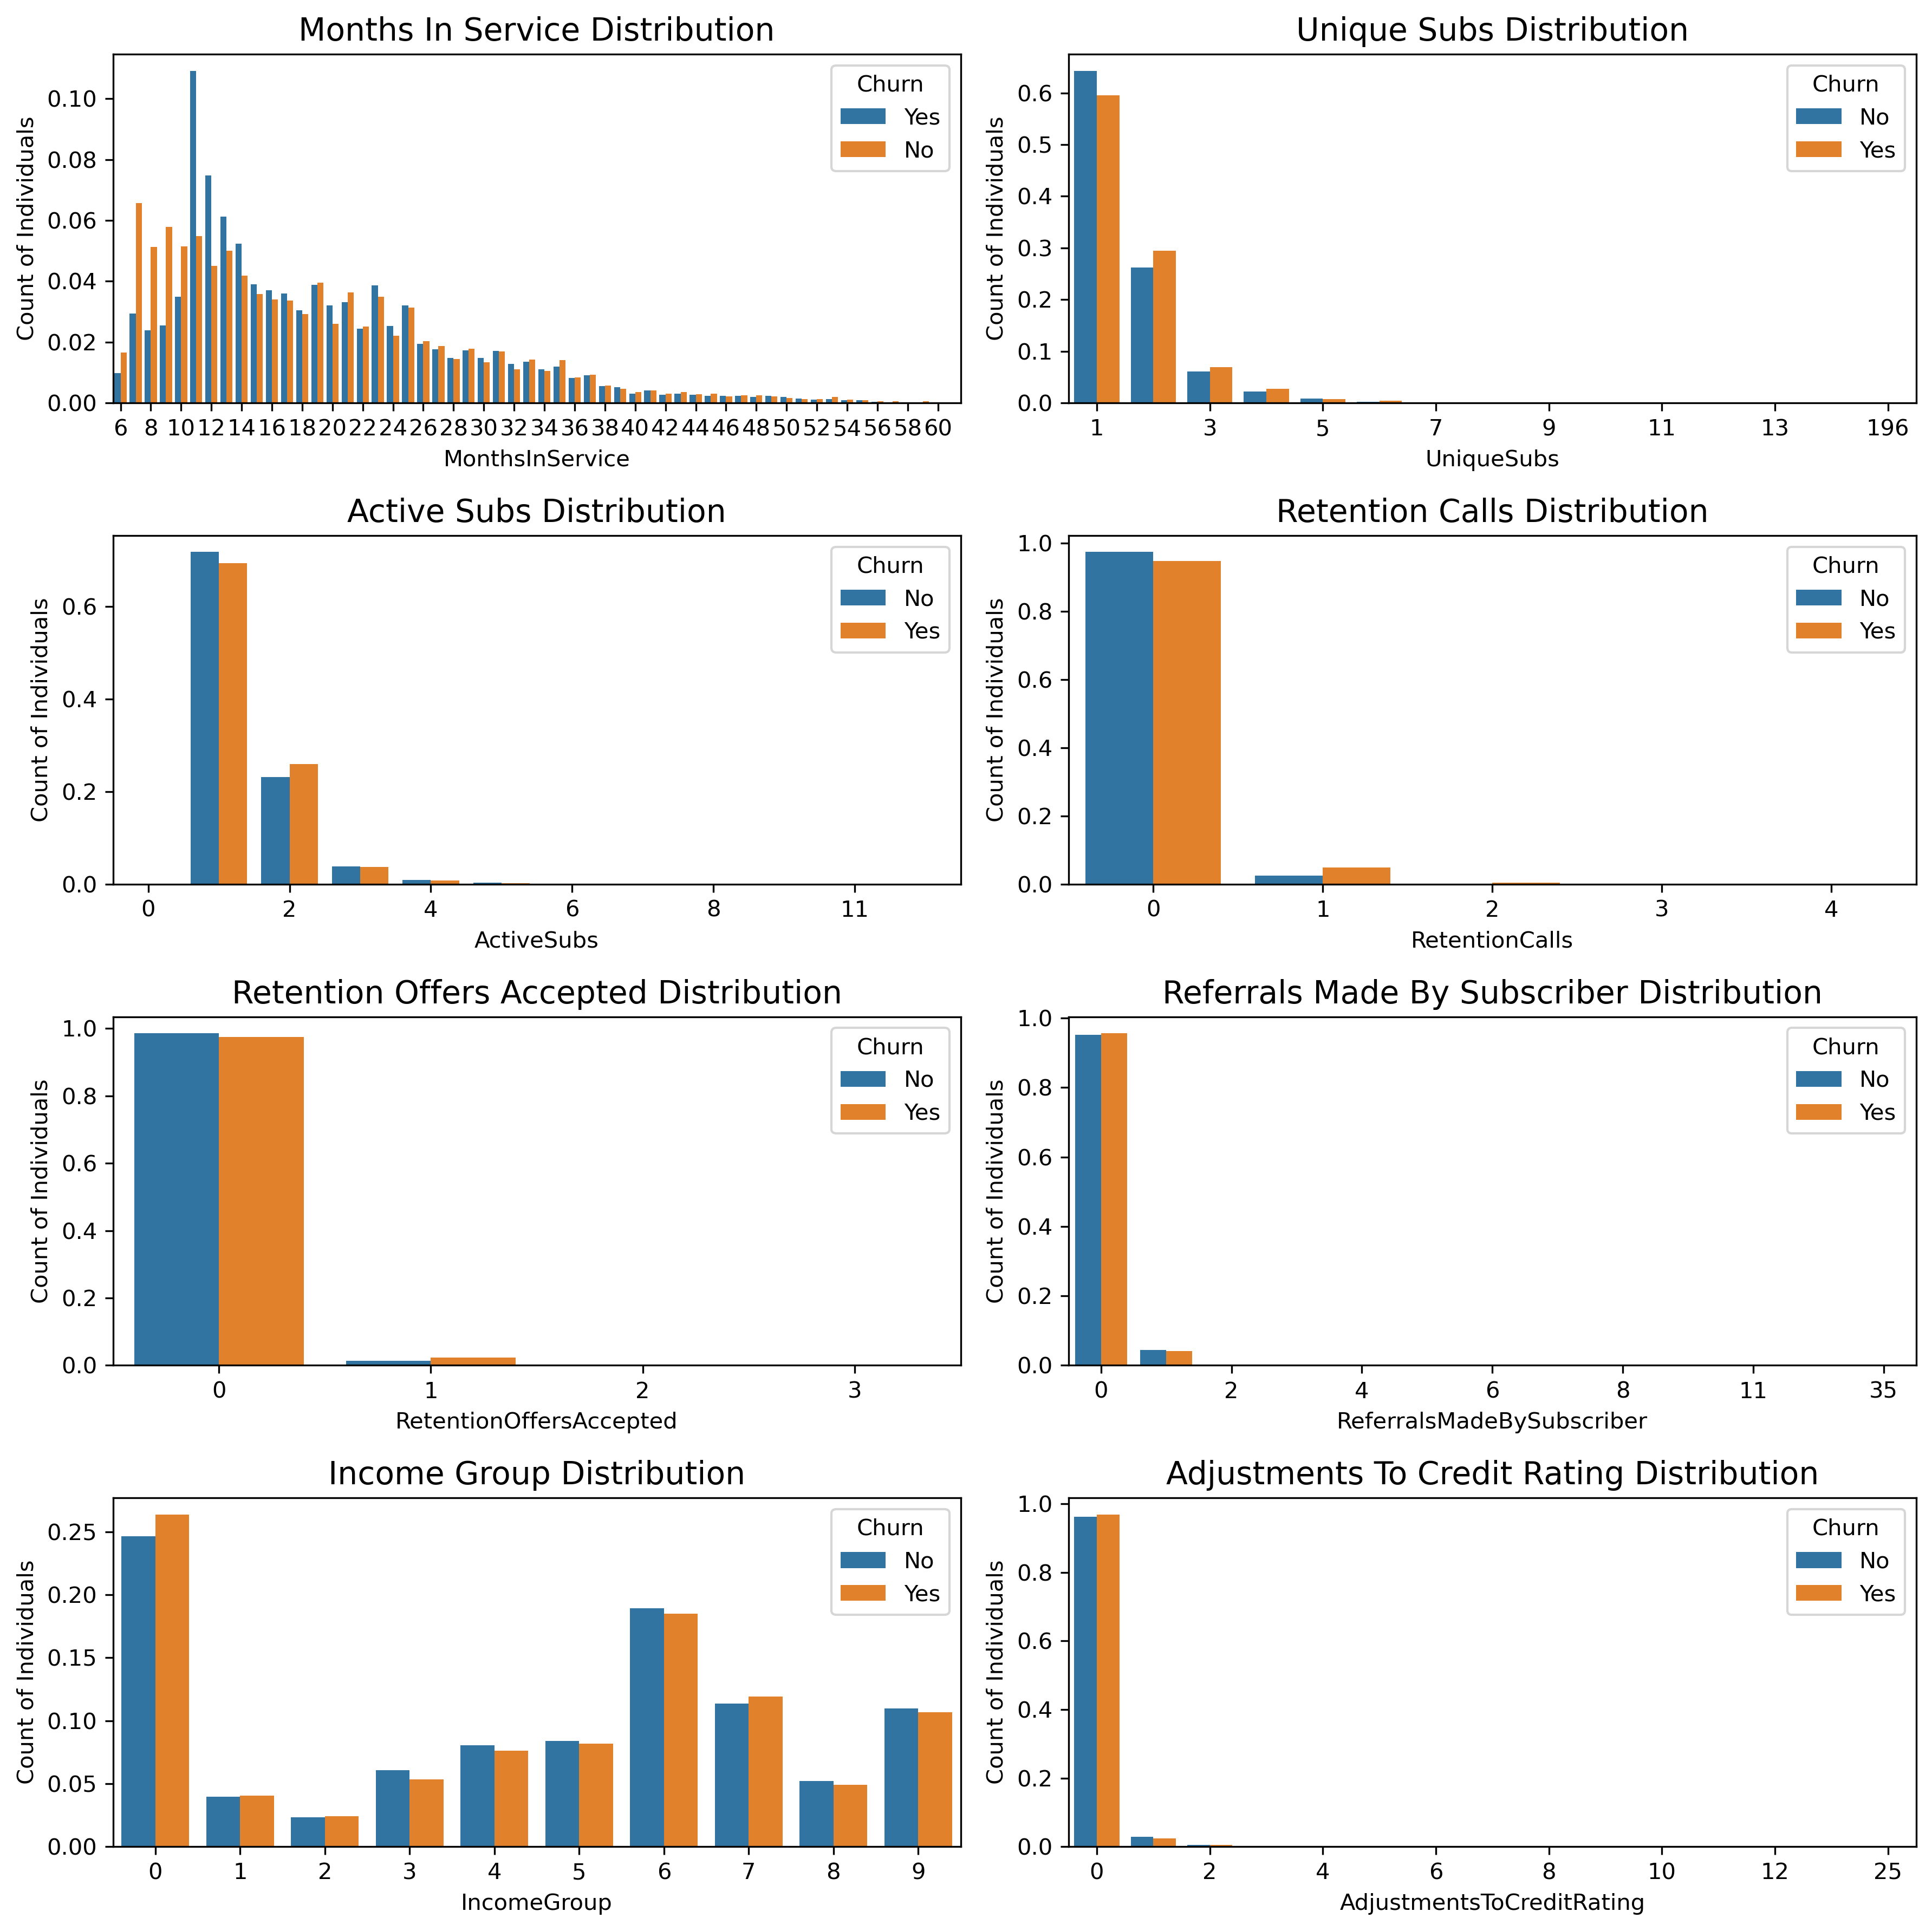 Months In Service Distribution
Count of Individuals
0.10
0.08
0.06
0.04
0.02
0.00
Churn
Yes
No
6 8 10 12 14 16 18 20 22 24 26 28 30 32 34 36 38 40 42 44 46 48 50 52 54 56 58 60
MonthsInService
Unique Subs Distribution
Count of Individuals
0.6
0.5
0.4
0.3
0.2
0.1
0.0
Churn
No
Yes
1 3 5 7 9 11 13 196
UniqueSubs
Active Subs Distribution
Count of Individuals
0.6
0.4
0.2
0.0
Churn
No
Yes
0 2 4 6 8 11
ActiveSubs
Retention Calls Distribution
Count of Individuals
1.0
0.8
0.6
0.4
0.2
0.0
Churn
No
Yes
0 1 2 3 4
RetentionCalls
Retention Offers Accepted Distribution
Count of Individuals
1.0
0.8
0.6
0.4
0.2
0.0
Churn
No
Yes
0 1 2 3
RetentionOffersAccepted
Referrals Made By Subscriber Distribution
Count of Individuals
1.0
0.8
0.6
0.4
0.2
0.0
Churn
No
Yes
0 2 4 6 8 11 35
ReferralsMadeBySubscriber
Income Group Distribution
Count of Individuals
0.25
0.20
0.15
0.10
0.05
0.00
Churn
No
Yes
0 1 2 3 4 5 6 7 8 9
IncomeGroup
Adjustments To Credit Rating Distribution
Count of Individuals
1.0
0.8
0.6
0.4
0.2
0.0
Churn
No
Yes
0 2 4 6 8 10 12 25
AdjustmentsToCreditRating